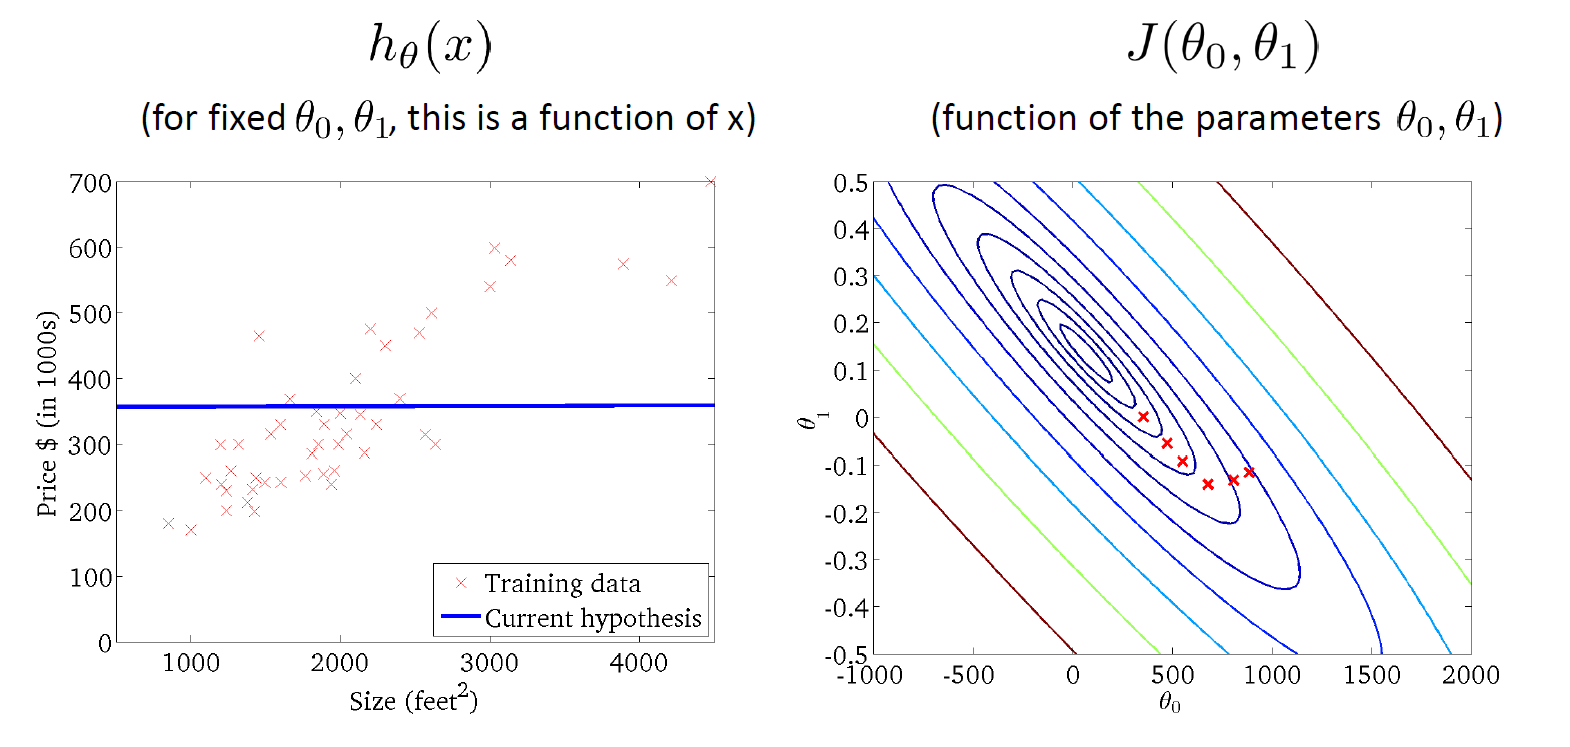 hθ(x)
(for fixed θ0, θ1, this is a function of x)
700
600
500
400
300
200
100
0
Price $ (in 1000s)
1000 2000 3000 4000
Size (feet²)
Training data
Current hypothesis
J(θ0, θ1)
(function of the parameters θ0, θ1)
0.5
0.4
0.3
0.2
0.1
0
-0.1
-0.2
-0.3
-0.4
-0.5
θ1
-1000 -500 0 500 1000 1500 2000
θ0